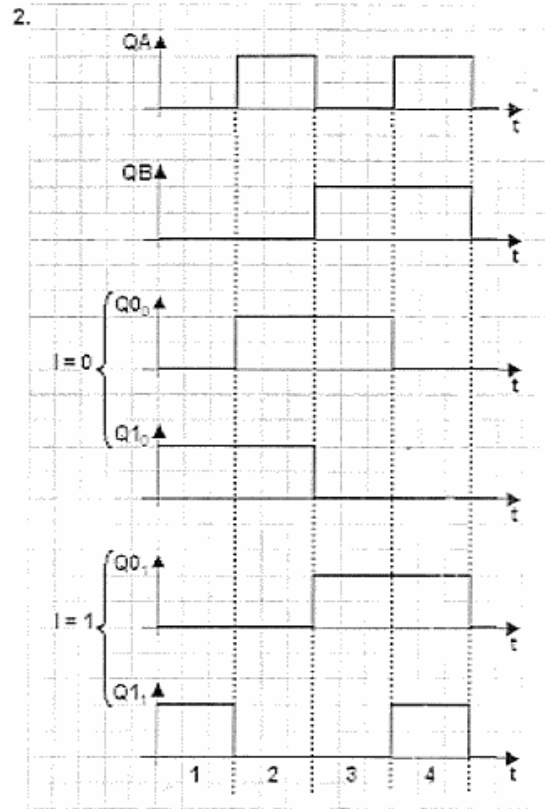 2.
QA
t
QB
t
Q0₀
t
I = 0
Q1₀
t
Q0₁
t
I = 1
Q1₁
t
1 2 3 4